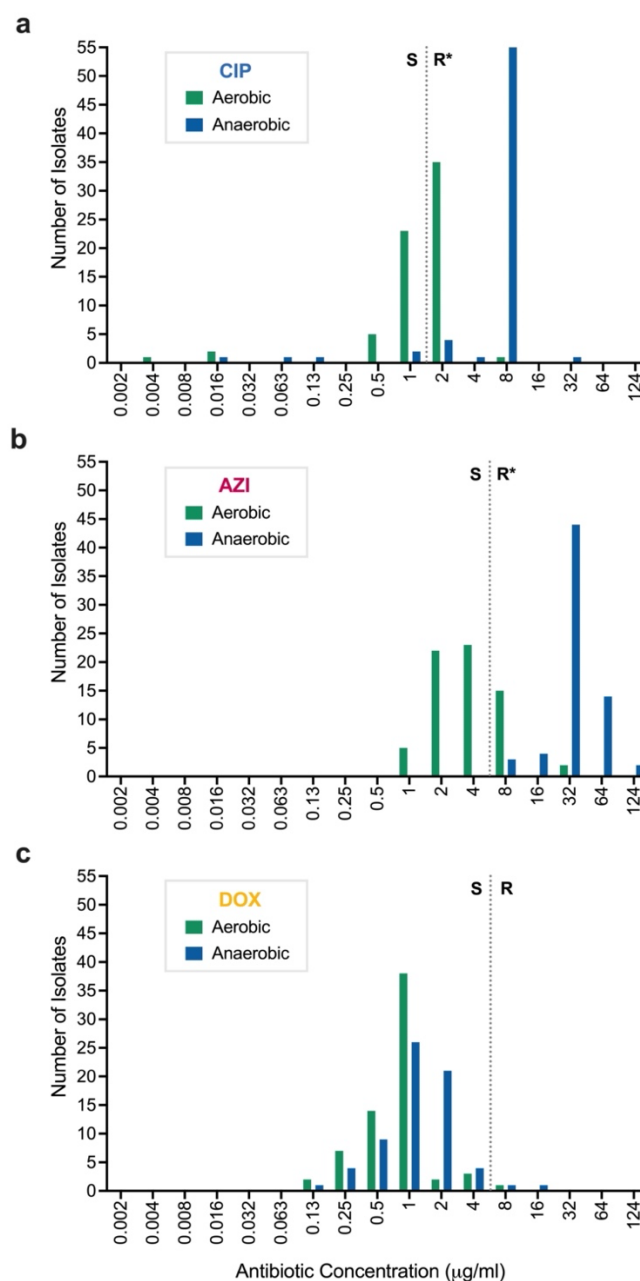 a
55
50
45
40
35
30
25
20
15
10
5
0
Number of Isolates
CIP
Aerobic
Anaerobic
S R*
0.002 0.004 0.008 0.016 0.032 0.063 0.13 0.25 0.5 1 2 4 8 16 32 64 124
b
55
50
45
40
35
30
25
20
15
10
5
0
Number of Isolates
AZI
Aerobic
Anaerobic
S R*
0.002 0.004 0.008 0.016 0.032 0.063 0.13 0.25 0.5 1 2 4 8 16 32 64 124
c
55
50
45
40
35
30
25
20
15
10
5
0
Number of Isolates
DOX
Aerobic
Anaerobic
S R
0.002 0.004 0.008 0.016 0.032 0.063 0.13 0.25 0.5 1 2 4 8 16 32 64 124
Antibiotic Concentration (μg/ml)